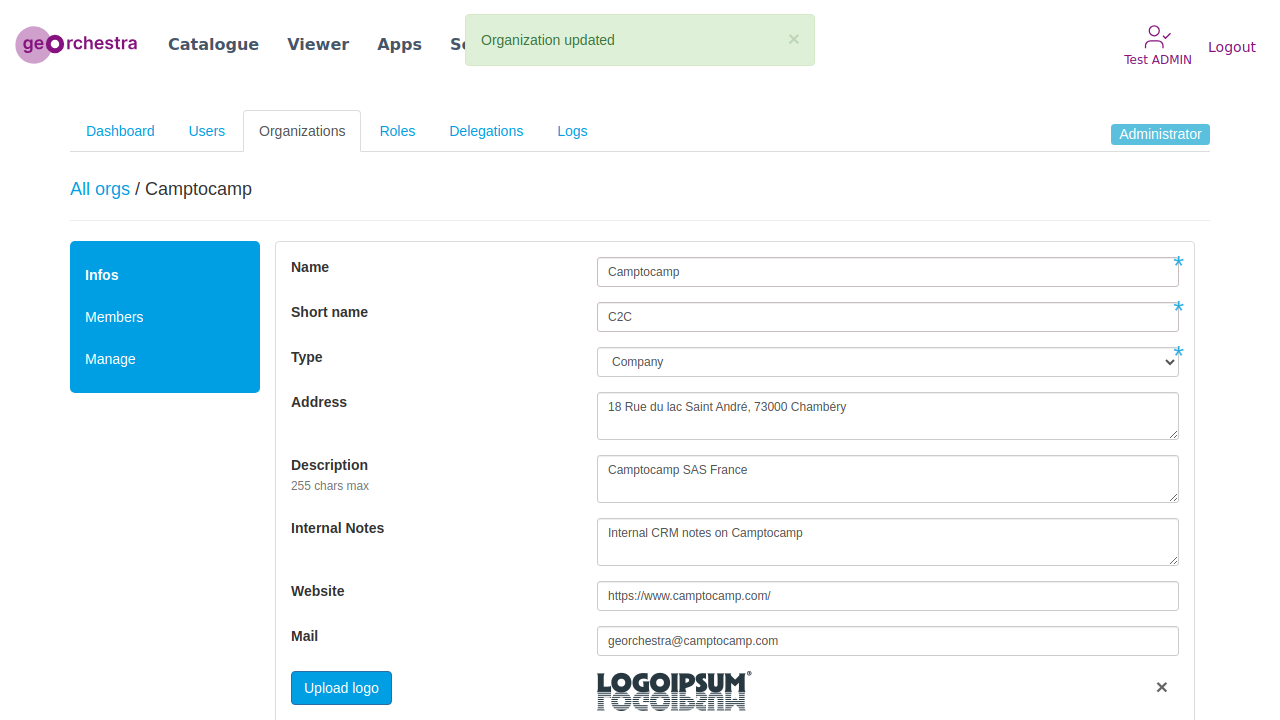 georchestra
Catalogue
Viewer
Apps
Organization updated
×
Test ADMIN
Logout
Dashboard
Users
Organizations
Roles
Delegations
Logs
Administrator
All orgs / Camptocamp
Infos
Members
Manage
Name
Camptocamp
*
Short name
C2C
*
Type
Company
*
Address
18 Rue du lac Saint André, 73000 Chambéry
Description
255 chars max
Camptocamp SAS France
Internal Notes
Internal CRM notes on Camptocamp
Website
https://www.camptocamp.com/
Mail
georchestra@camptocamp.com
Upload logo
LOGOIPSUM®
×